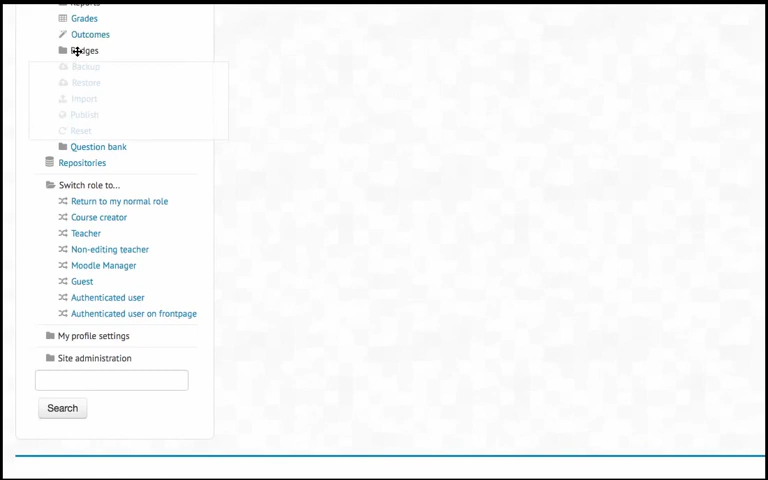 Reports
Grades
Outcomes
Backup
Restore
Import
Publish
Reset
Question bank
Repositories
Switch role to...
Return to my normal role
Course creator
Teacher
Non-editing teacher
Moodle Manager
Guest
Authenticated user
Authenticated user on frontpage
My profile settings
Site administration
Search